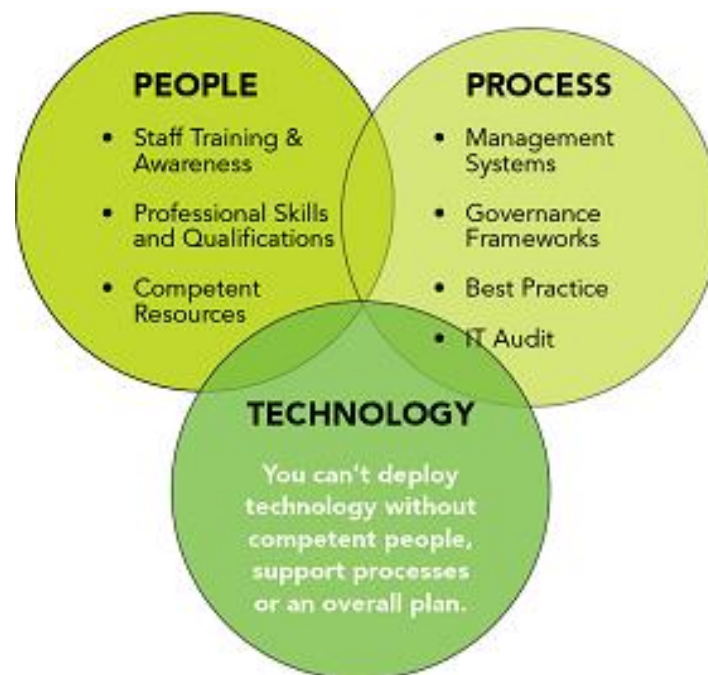 PEOPLE
• Staff Training &
Awareness
• Professional Skills
and Qualifications
• Competent
Resources
PROCESS
• Management
Systems
• Governance
Frameworks
• Best Practice
• IT Audit
TECHNOLOGY
You can't deploy
technology without
competent people,
support processes
or an overall plan.